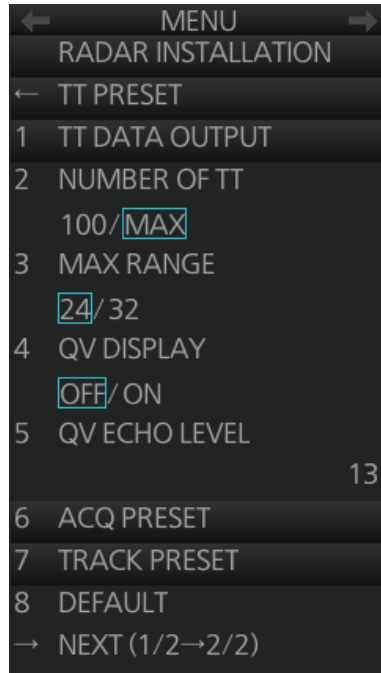 ← MENU →
RADAR INSTALLATION
← TT PRESET
1 TT DATA OUTPUT
2 NUMBER OF TT
100/MAX
3 MAX RANGE
24/32
4 QV DISPLAY
OFF/ON
5 QV ECHO LEVEL
13
6 ACQ PRESET
7 TRACK PRESET
8 DEFAULT
→ NEXT (1/2→2/2)